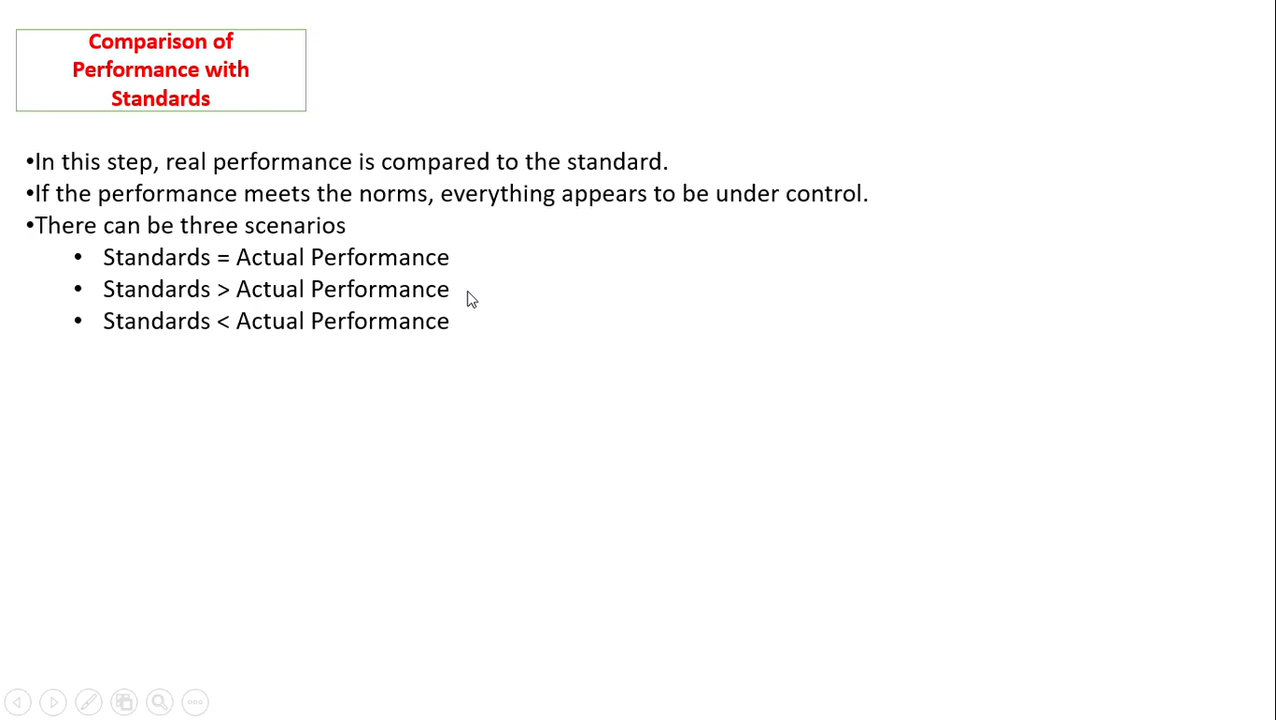 Comparison of
Performance with
Standards
•In this step, real performance is compared to the standard.
•If the performance meets the norms, everything appears to be under control.
•There can be three scenarios
• Standards = Actual Performance
• Standards > Actual Performance
• Standards < Actual Performance